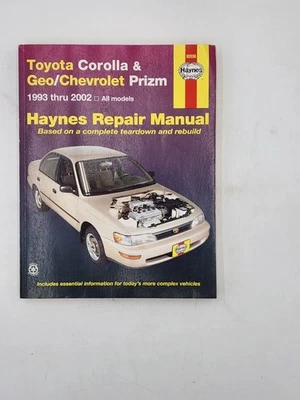 Toyota Corolla &
Geo/Chevrolet Prizm
1993 thru 2002 □ All models
Haynes
Haynes Repair Manual
Based on a complete teardown and rebuild
Includes essential information for today's more complex vehicles